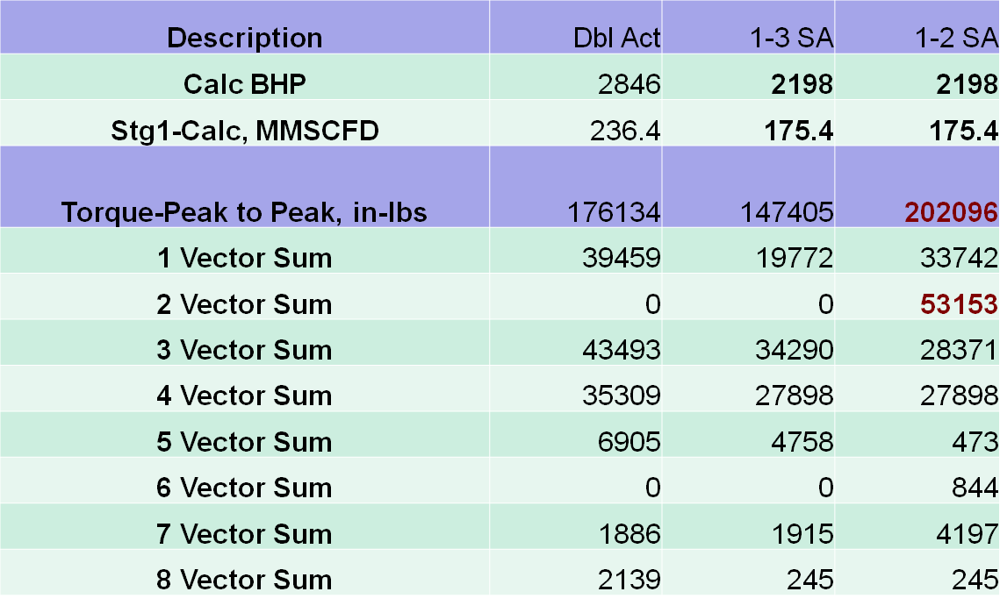 Description Dbl Act 1-3 SA 1-2 SA
Calc BHP 2846 2198 2198
Stg1-Calc, MMSCFD 236.4 175.4 175.4
Torque-Peak to Peak, in-lbs 176134 147405 202096
1 Vector Sum 39459 19772 33742
2 Vector Sum 0 0 53153
3 Vector Sum 43493 34290 28371
4 Vector Sum 35309 27898 27898
5 Vector Sum 6905 4758 473
6 Vector Sum 0 0 844
7 Vector Sum 1886 1915 4197
8 Vector Sum 2139 245 245